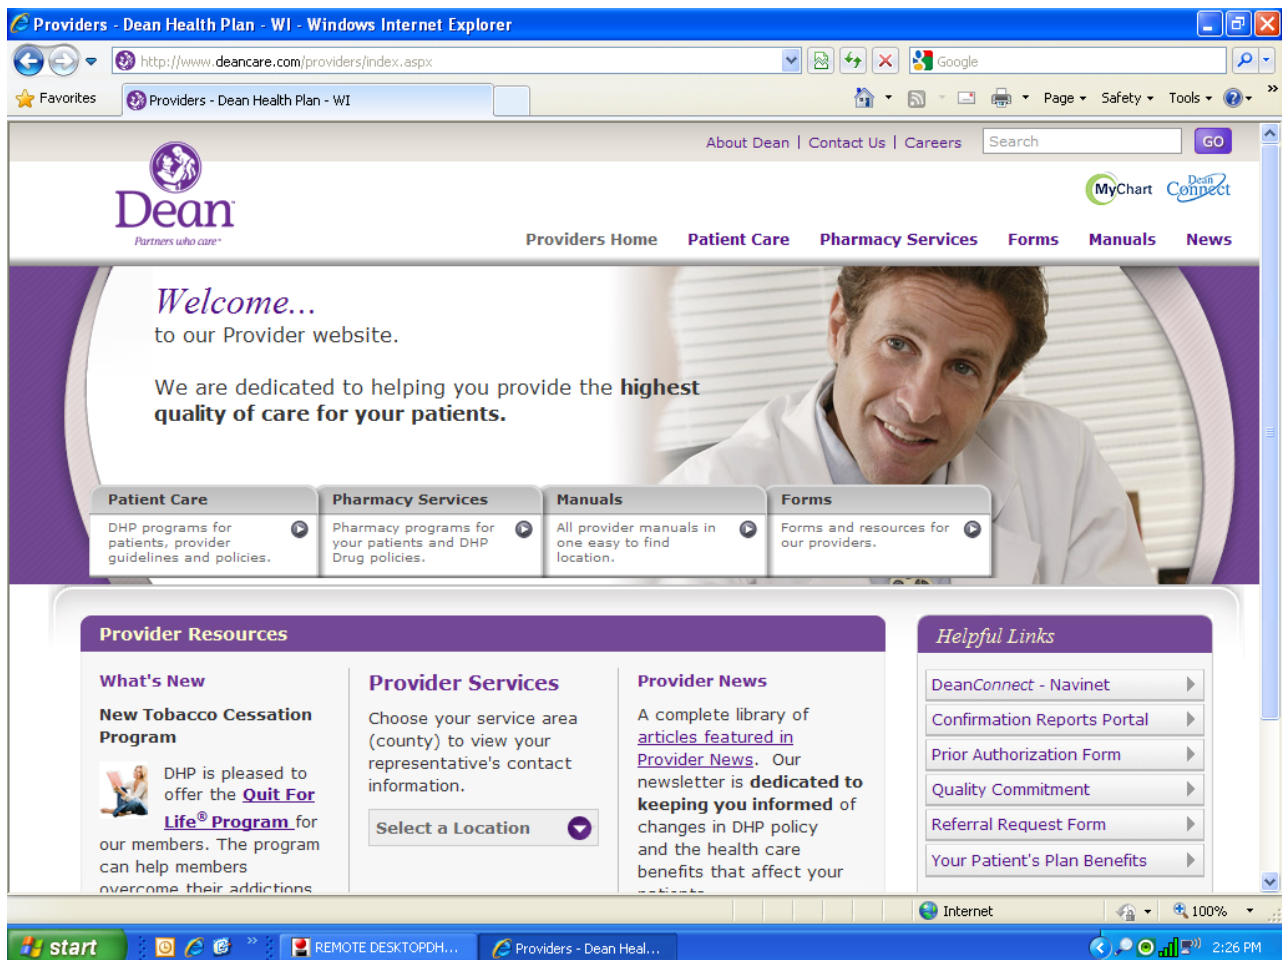 Providers - Dean Health Plan - WI - Windows Internet Explorer
http://www.deancare.com/providers/index.aspx
Google
Favorites
Providers - Dean Health Plan - WI
Page
Safety
Tools
»
About Dean | Contact Us | Careers
Search
GO
Dean
Partners who care
MyChart
Dean Connect
Providers Home
Patient Care
Pharmacy Services
Forms
Manuals
News
Welcome...
to our Provider website.
We are dedicated to helping you provide the highest
quality of care for your patients.
Patient Care
DHP programs for
patients, provider
guidelines and policies.
Pharmacy Services
Pharmacy programs for
your patients and DHP
Drug policies.
Manuals
All provider manuals in
one easy to find
location.
Forms
Forms and resources for
our providers.
Provider Resources
What's New
New Tobacco Cessation
Program
DHP is pleased to
offer the Quit For
Life® Program for
our members. The program
can help members
overcome their addictions
Provider Services
Choose your service area
(county) to view your
representative's contact
information.
Select a Location
Provider News
A complete library of
articles featured in
Provider News. Our
newsletter is dedicated to
keeping you informed of
changes in DHP policy
and the health care
benefits that affect your
patients
Helpful Links
DeanConnect - Navinet
Confirmation Reports Portal
Prior Authorization Form
Quality Commitment
Referral Request Form
Your Patient's Plan Benefits
Internet
100%
start
»
REMOTE DESKTOPDH...
Providers - Dean Heal...
2:26 PM